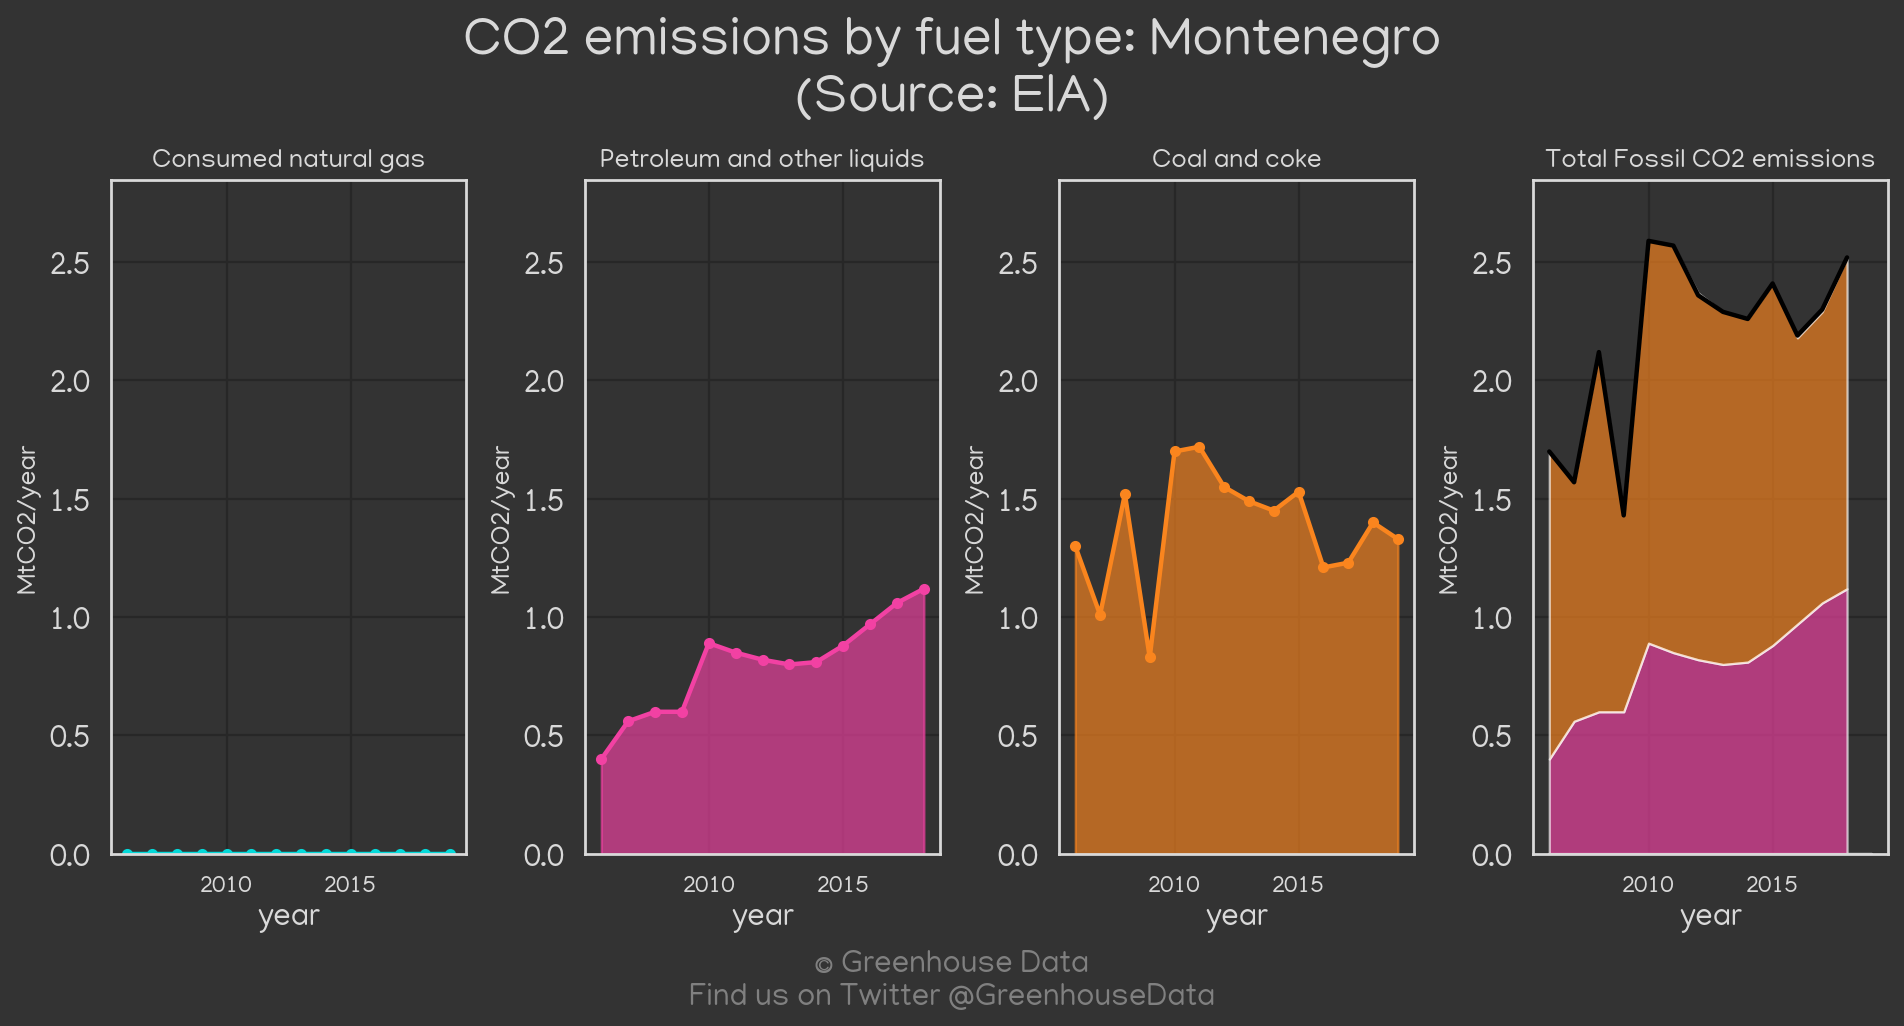 CO2 emissions by fuel type: Montenegro
(Source: EIA)
Consumed natural gas
MtCO2/year
2.5
2.0
1.5
1.0
0.5
0.0
2010 2015
year
Petroleum and other liquids
MtCO2/year
2.5
2.0
1.5
1.0
0.5
0.0
2010 2015
year
Coal and coke
MtCO2/year
2.5
2.0
1.5
1.0
0.5
0.0
2010 2015
year
Total Fossil CO2 emissions
MtCO2/year
2.5
2.0
1.5
1.0
0.5
0.0
2010 2015
year
© Greenhouse Data
Find us on Twitter @GreenhouseData